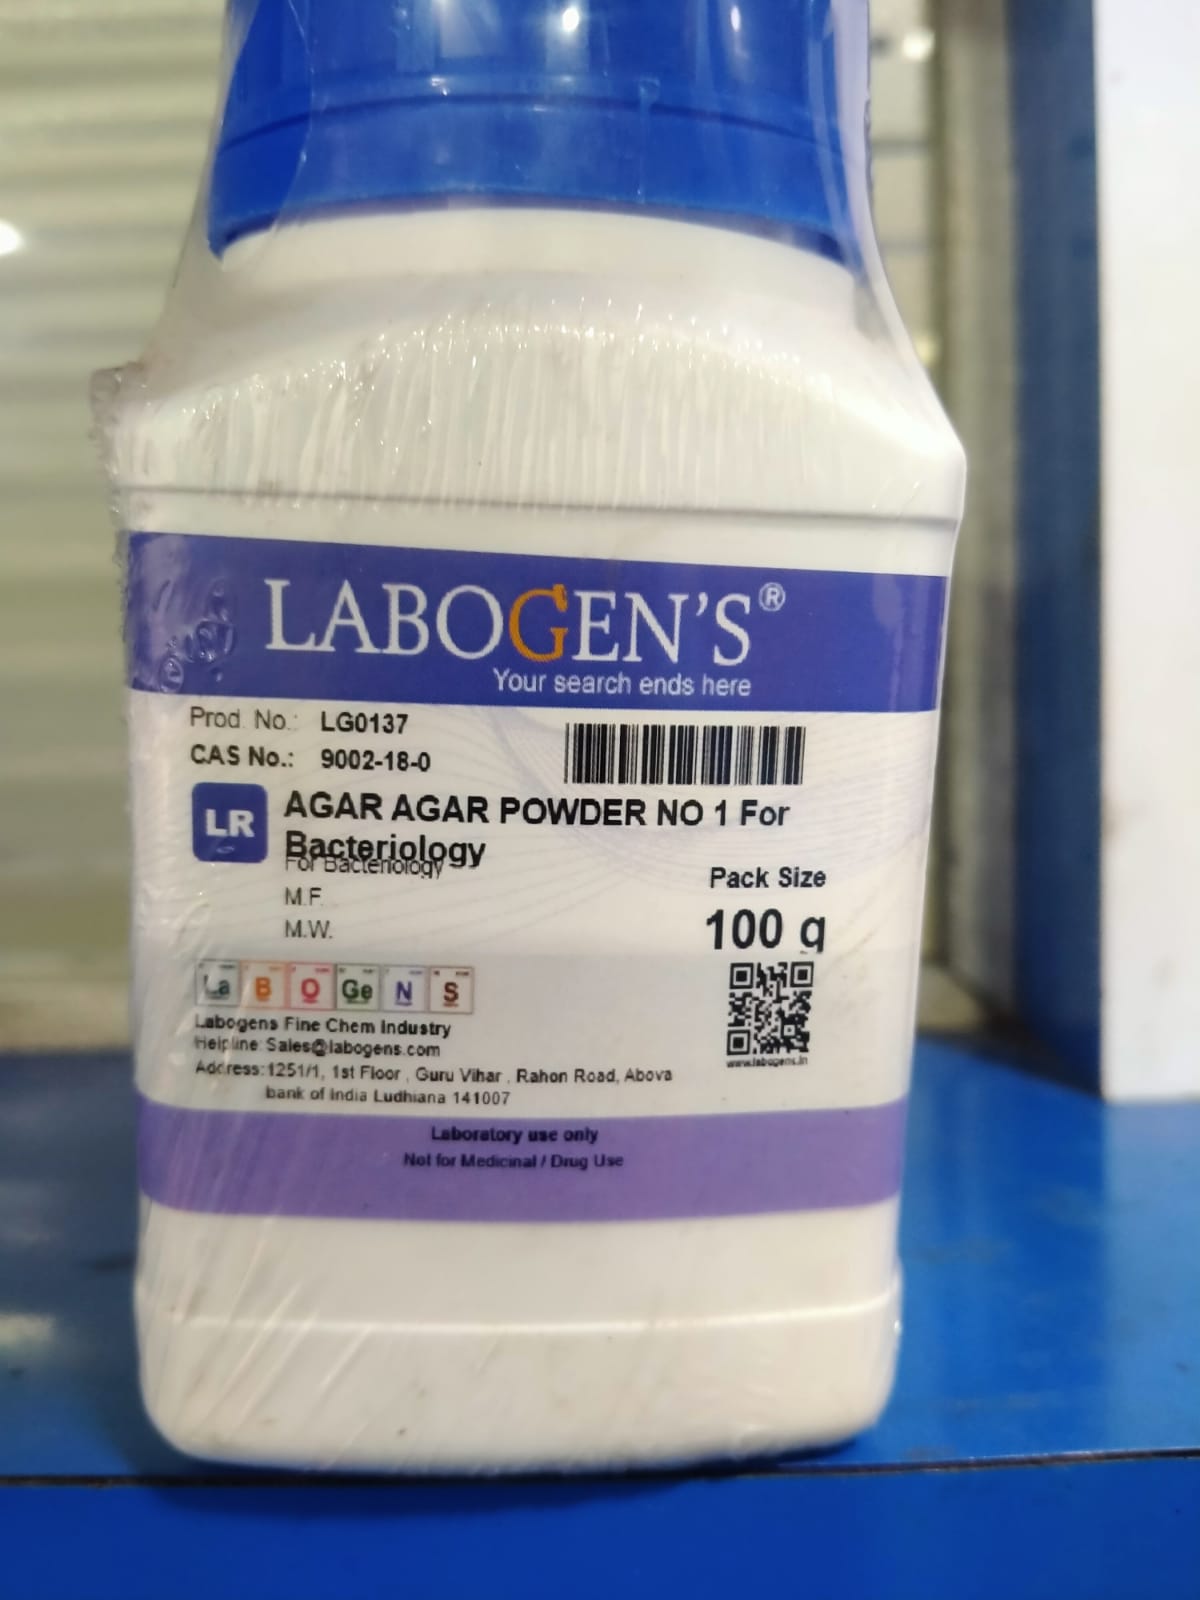 LABOGEN'S®
Your search ends here
Prod. No.: LG0137
CAS No.: 9002-18-0
LR
AGAR AGAR POWDER NO 1 For
Bacteriology
For Bacteriology
M.F.
M.W.
Pack Size
100 g
La B O Ge N S
www.labogens.in
Labogens Fine Chem Industry
Helpline: Sales@labogens.com
Address:1251/1, 1st Floor , Guru Vihar , Rahon Road, Abova
bank of India Ludhiana 141007
Laboratory use only
Not for Medicinal / Drug Use